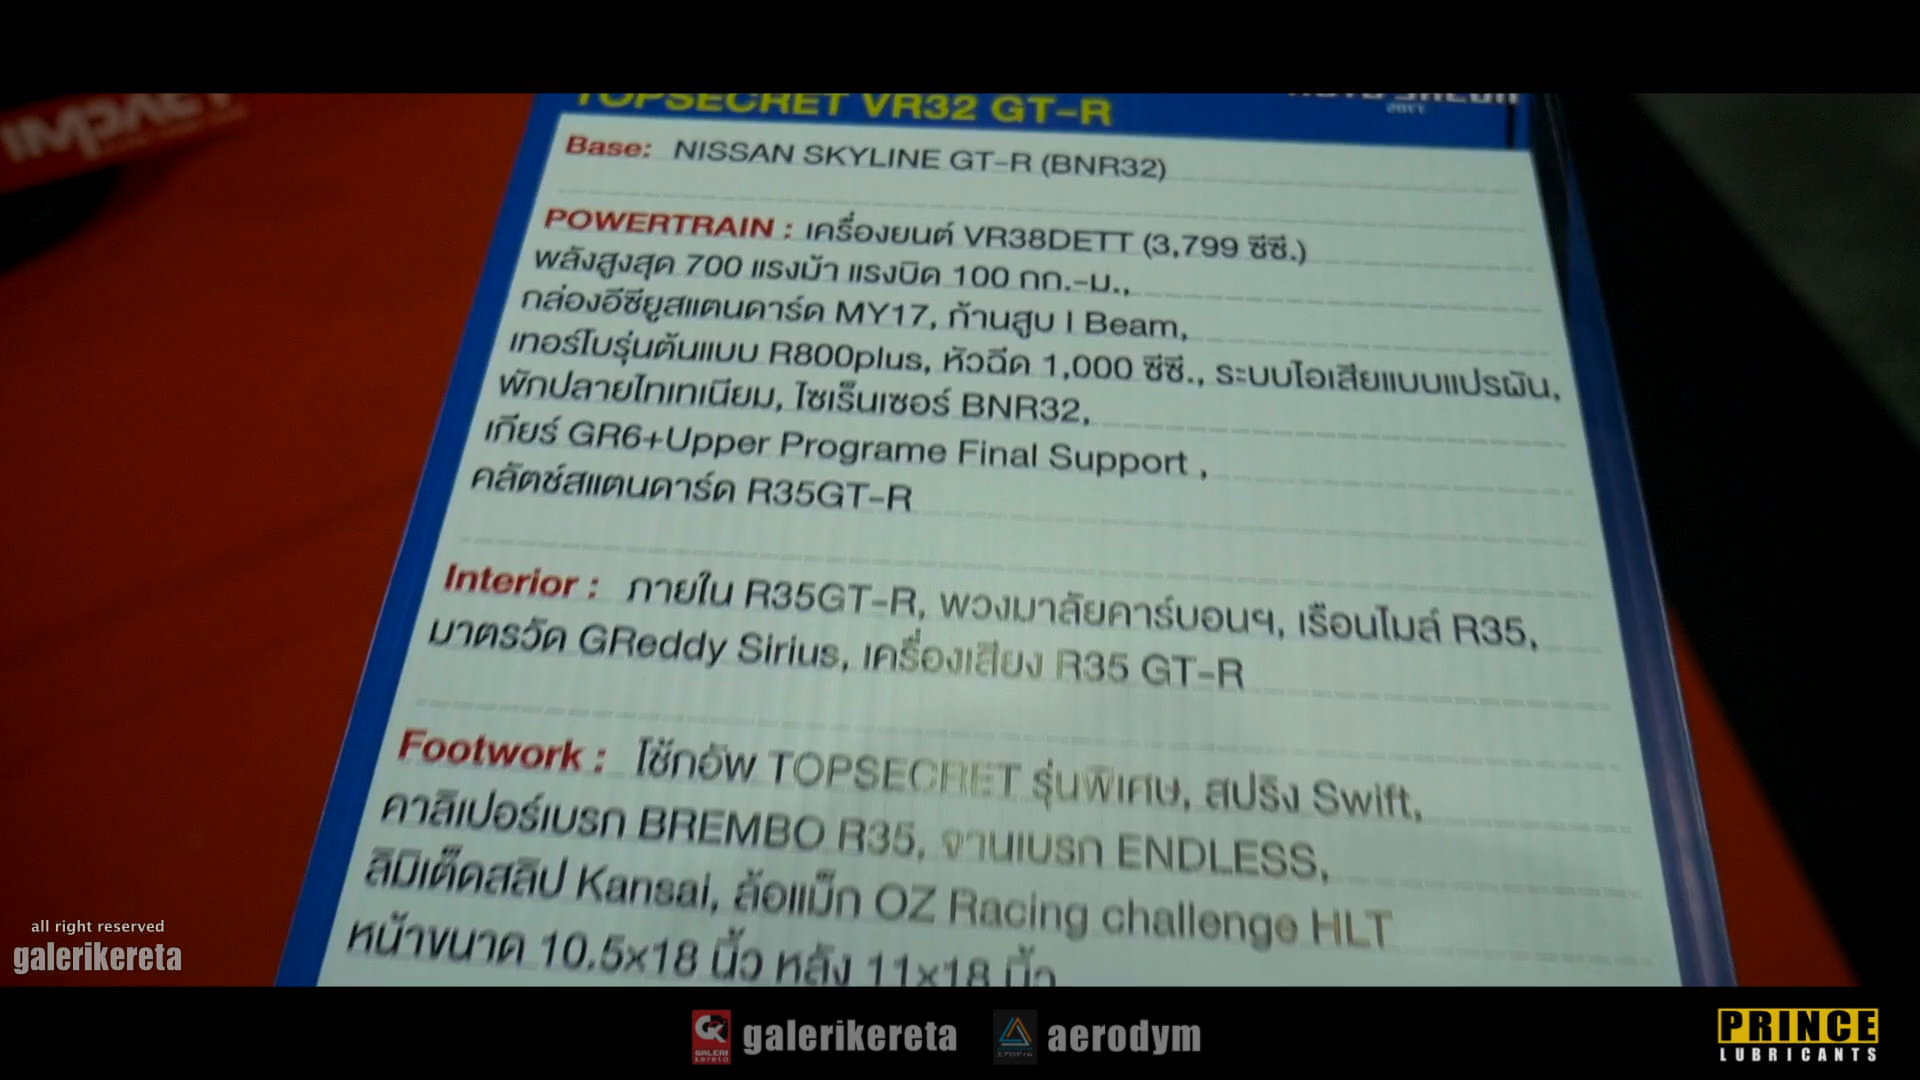 IMPACT
TOPSECRET VR32 GT-R
Base: NISSAN SKYLINE GT-R (BNR32)
POWERTRAIN : เครื่องยนต์ VR38DETT (3,799 ซีซี.)
พลังสูงสุด 700 แรงม้า แรงบิด 100 กก.-ม.,
กล่องอีซียูสแตนดาร์ด MY17, ก้านสูบ I Beam,
เทอร์โบรุ่นต้นแบบ R800plus, หัวฉีด 1,000 ซีซี., ระบบไอเสียแบบแปรผัน,
พักปลายไทเทเนียม, ไซเร็นเซอร์ BNR32,
เกียร์ GR6+Upper Programe Final Support ,
คลัตช์สแตนดาร์ด R35GT-R
Interior : ภายใน R35GT-R, พวงมาลัยคาร์บอนฯ, เรือนไมล์ R35,
มาตรวัด GReddy Sirius, เครื่องเสียง R35 GT-R
Footwork : โช๊กอัพ TOPSECRET รุ่นพิเศษ, สปริง Swift,
คาลิเปอร์เบรก BREMBO R35, จานเบรก ENDLESS,
ลิมิเต็ดสลิป Kansai, ล้อแม็ก OZ Racing challenge HLT
หน้าขนาด 10.5x18 นิ้ว หลัง 11x18 นิ้ว
all right reserved
galerikereta
GALERI
kereta
galerikereta
aerodym
PRINCE
LUBRICANTS